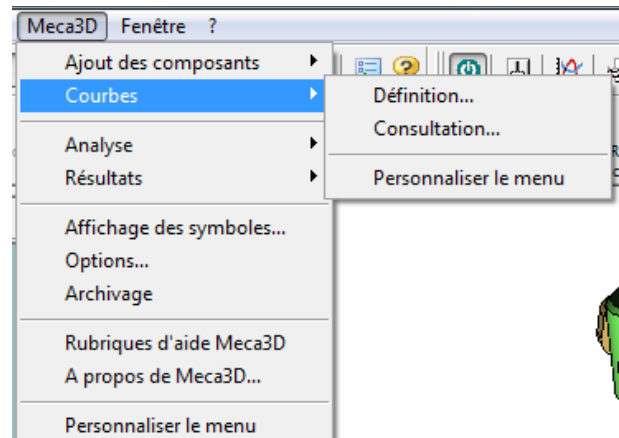 Meca3D Fenêtre ?
Ajout des composants
Courbes
Définition...
Consultation...
Personnaliser le menu
Analyse
Résultats
Affichage des symboles...
Options...
Archivage
Rubriques d'aide Meca3D
A propos de Meca3D...
Personnaliser le menu